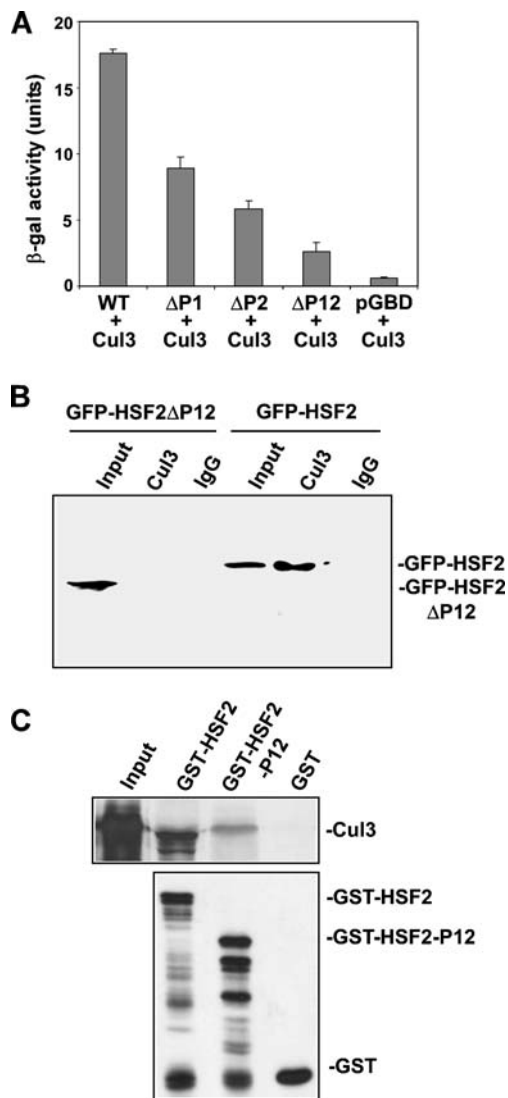 A
20
15
10
5
0
β-gal activity (units)
WT ΔP1 ΔP2 ΔP12 pGBD
+ + + + +
Cul3 Cul3 Cul3 Cul3 Cul3
B
GFP-HSF2ΔP12 GFP-HSF2
Input Cul3 IgG Input Cul3 IgG
-GFP-HSF2
-GFP-HSF2
ΔP12
C
Input GST-HSF2 GST-HSF2 GST
-P12
-Cul3
-GST-HSF2
-GST-HSF2-P12
-GST